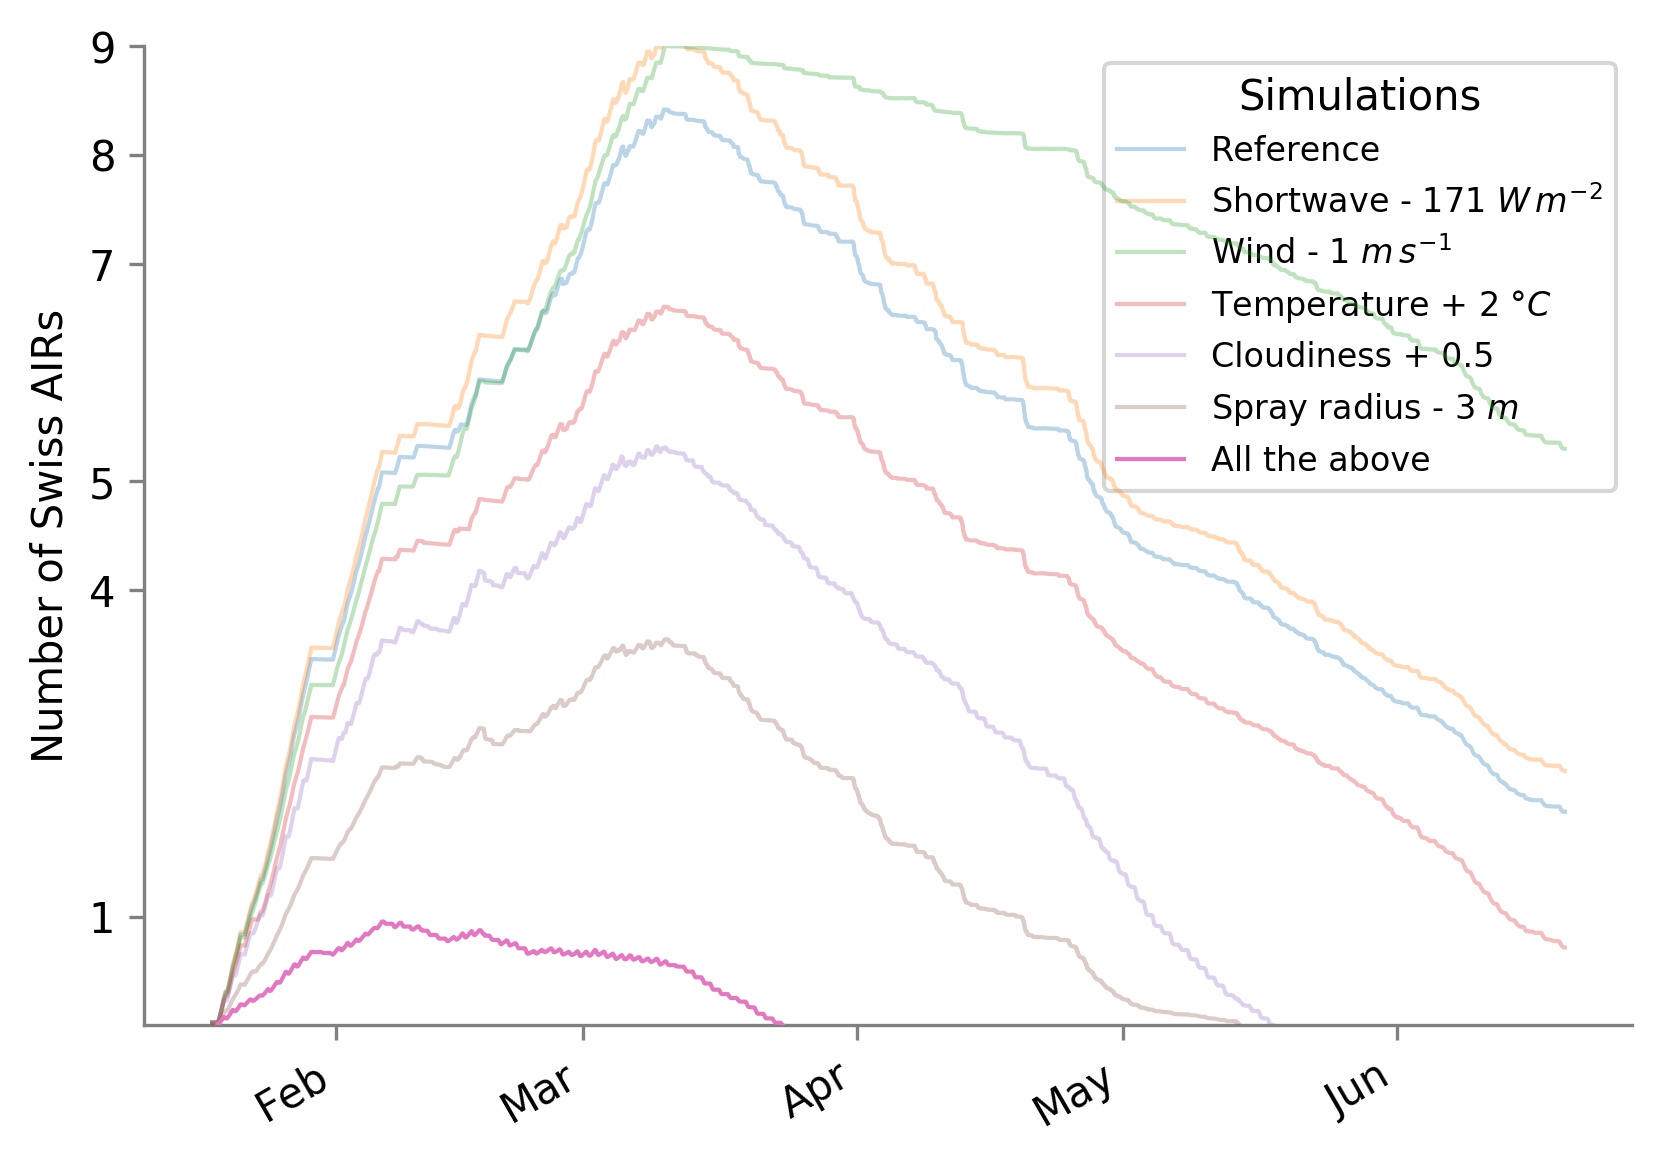 Number of Swiss AIRs
9
8
7
5
4
1
Simulations
Reference
Shortwave - 171 W m⁻²
Wind - 1 m s⁻¹
Temperature + 2 °C
Cloudiness + 0.5
Spray radius - 3 m
All the above
Feb
Mar
Apr
May
Jun